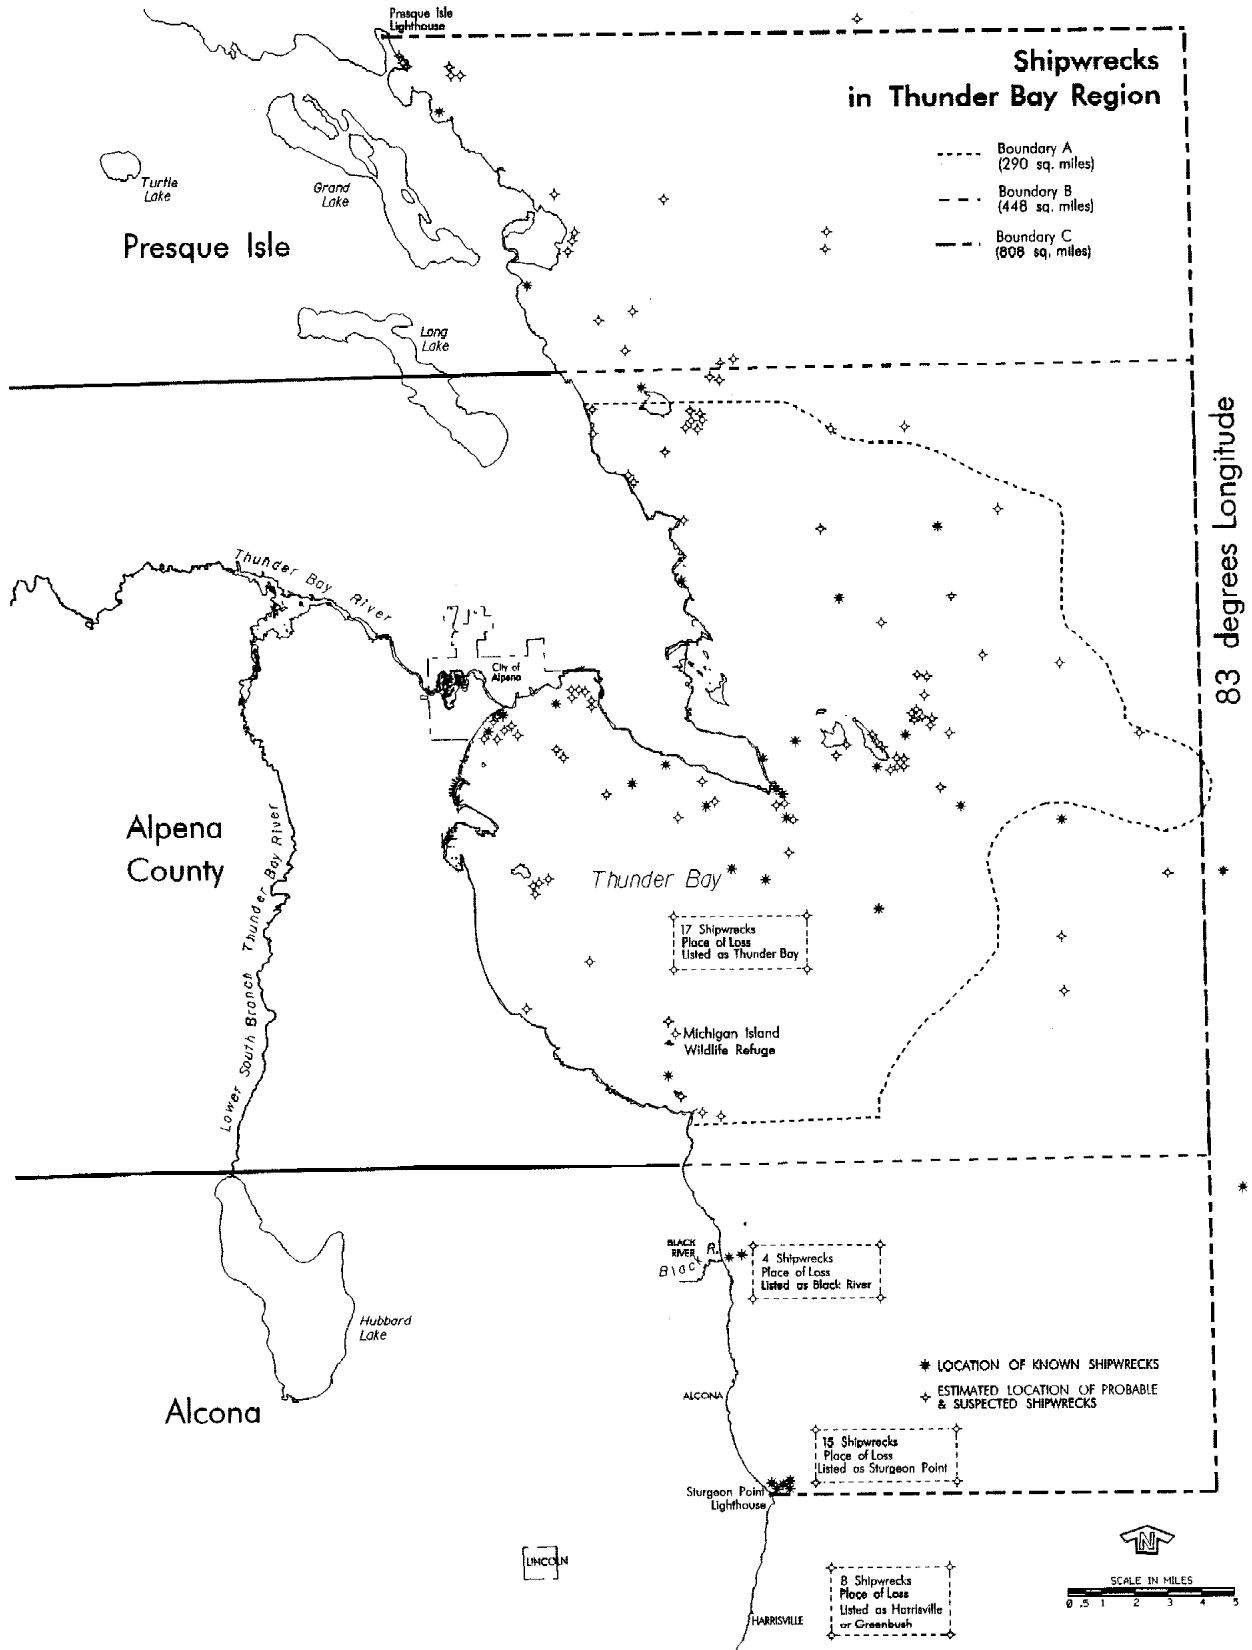 Presque Isle
Lighthouse
Shipwrecks
in Thunder Bay Region
Boundary A
(290 sq. miles)
Boundary B
(448 sq. miles)
Boundary C
(808 sq. miles)
Turtle
Lake
Grand
Lake
Presque Isle
Long
Lake
83 degrees Longitude
Thunder Bay River
City of
Alpena
Alpena
County
Lower South Branch Thunder Bay River
Thunder Bay
17 Shipwrecks
Place of Loss
Listed as Thunder Bay
Michigan Island
Wildlife Refuge
BLACK
RIVER
Black R.
4 Shipwrecks
Place of Loss
Listed as Black River
Hubbard
Lake
LOCATION OF KNOWN SHIPWRECKS
ESTIMATED LOCATION OF PROBABLE
& SUSPECTED SHIPWRECKS
ALCONA
Alcona
15 Shipwrecks
Place of Loss
Listed as Sturgeon Point
Sturgeon Point
Lighthouse
N
LINCOLN
SCALE IN MILES
0 .5 1 2 3 4 5
8 Shipwrecks
Place of Loss
Listed as Harrisville
or Greenbush
HARRISVILLE